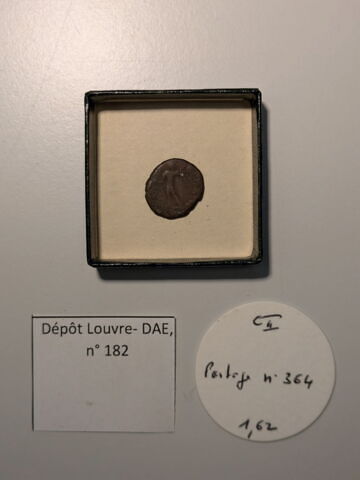 Dépôt Louvre- DAE,
n° 182
Partage n° 364
1,62